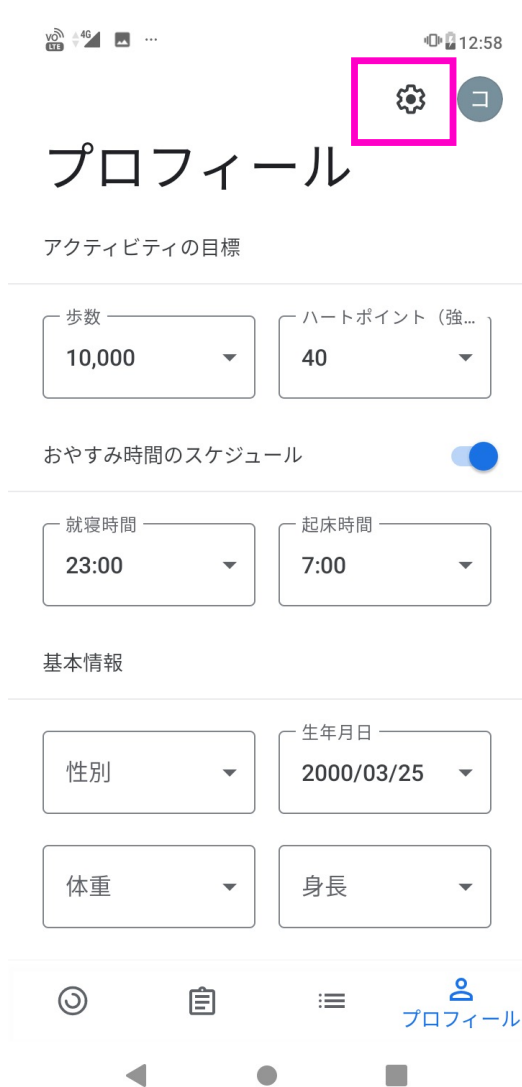 VO LTE 4G ... 12:58
コ
プロフィール
アクティビティの目標
歩数 ハートポイント（強...
10,000 40
おやすみ時間のスケジュール
就寝時間 起床時間
23:00 7:00
基本情報
生年月日
性別 2000/03/25
体重 身長
プロフィール